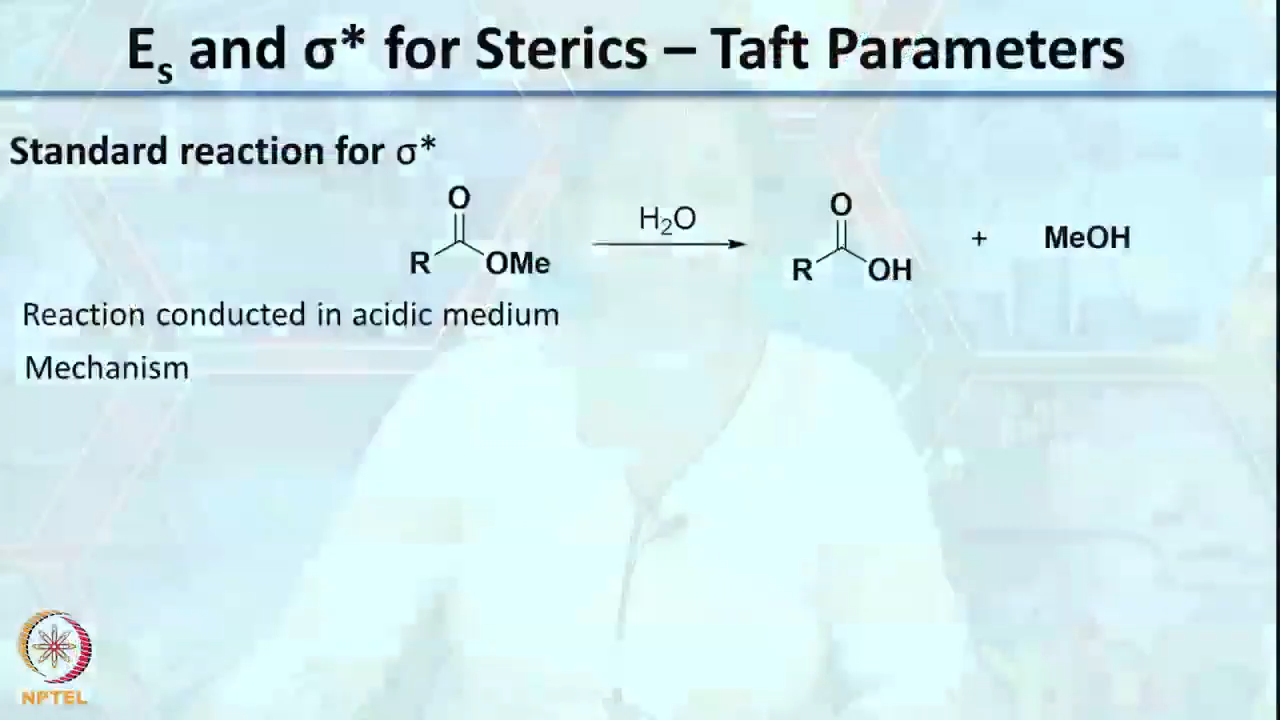 Es and σ* for Sterics – Taft Parameters
Standard reaction for σ*
O
R OMe
H₂O
O
R OH
+ MeOH
Reaction conducted in acidic medium
Mechanism
NPTEL